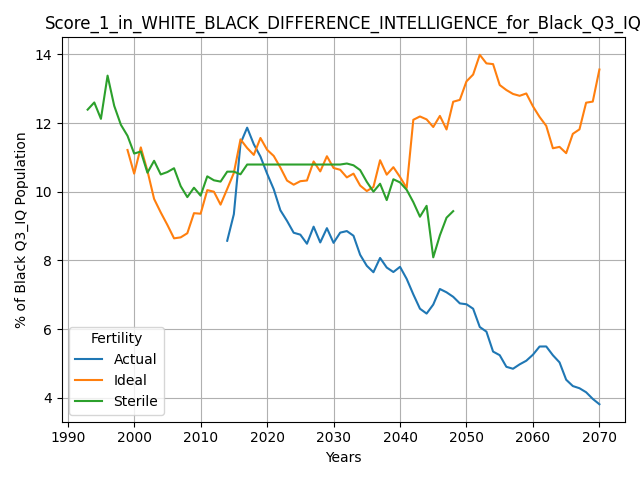 Score_1_in_WHITE_BLACK_DIFFERENCE_INTELLIGENCE_for_Black_Q3_IQ
14
12
10
8
6
4
% of Black Q3_IQ Population
Fertility
Actual
Ideal
Sterile
1990 2000 2010 2020 2030 2040 2050 2060 2070
Years